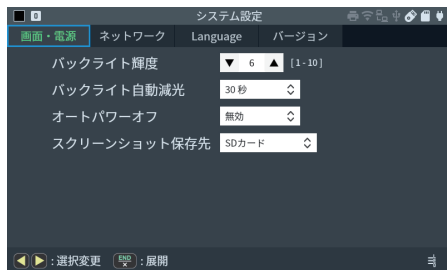 0 システム設定
画面・電源 ネットワーク Language バージョン
バックライト輝度 ▼ 6 ▲ [1-10]
バックライト自動減光 30 秒
オートパワーオフ 無効
スクリーンショット保存先 SDカード
◀▶:選択変更 END×:展開